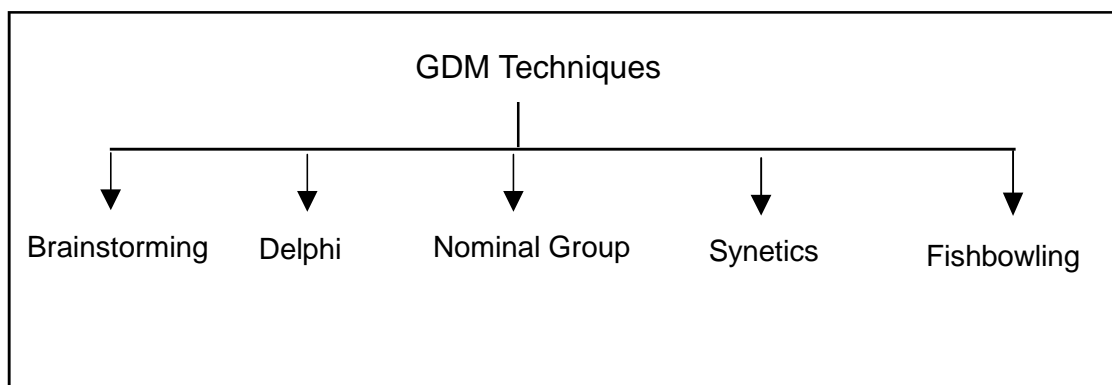 GDM Techniques
Brainstorming Delphi Nominal Group Synetics Fishbowling